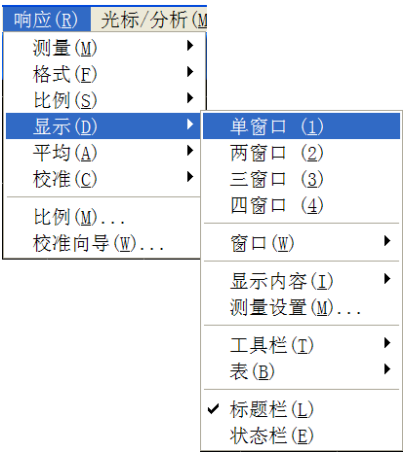 响应(R) 光标/分析(M
测量(M)
格式(F)
比例(S)
显示(D)
平均(A)
校准(C)
比例(M)...
校准向导(W)...
单窗口 (1)
两窗口 (2)
三窗口 (3)
四窗口 (4)
窗口(W)
显示内容(I)
测量设置(M)...
工具栏(T)
表(B)
标题栏(L)
状态栏(E)